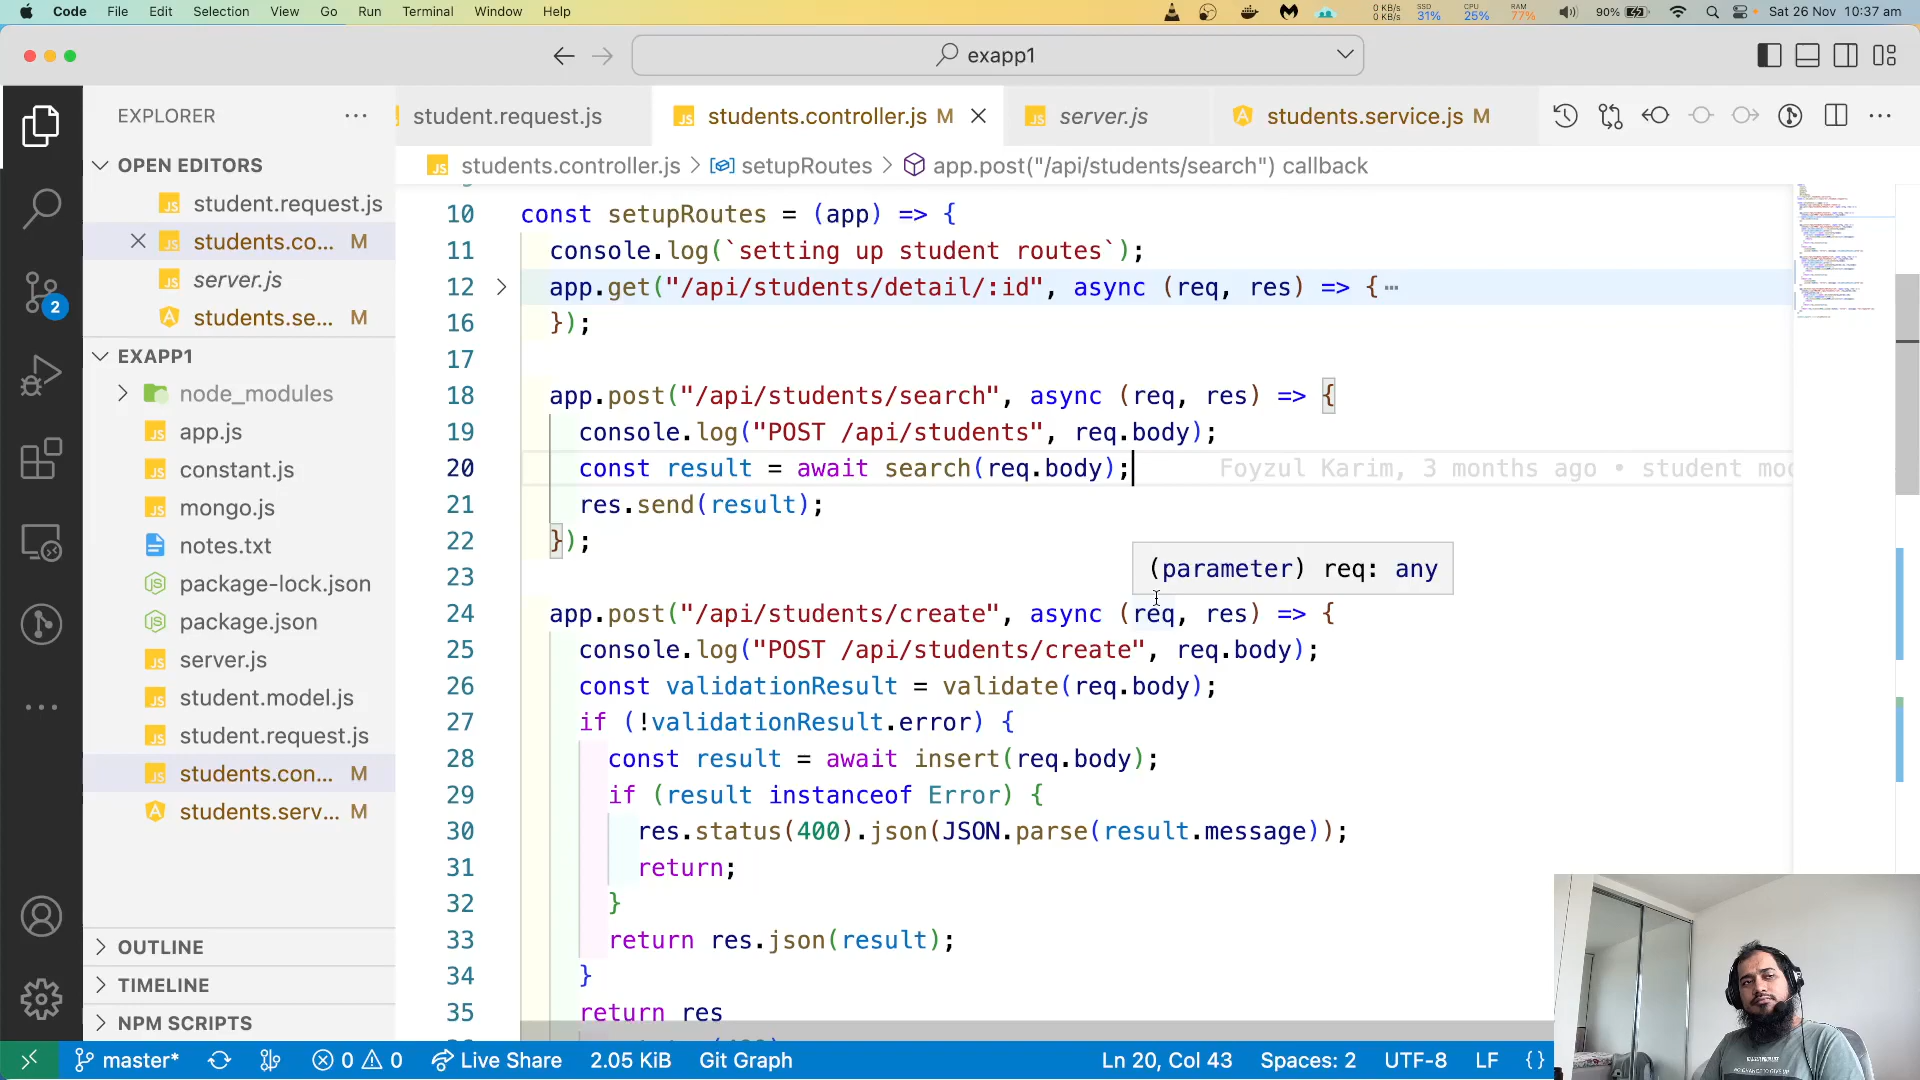 Code File Edit Selection View Go Run Terminal Window Help
0 KB/s 0 KB/s SSD 31% CPU 25% RAM 77% 90% Sat 26 Nov 10:37 am
exapp1
EXPLORER
student.request.js students.controller.js M server.js students.service.js M
students.controller.js > setupRoutes > app.post("/api/students/search") callback
OPEN EDITORS
student.request.js
students.co... M
server.js
students.se... M
EXAPP1
node_modules
app.js
constant.js
mongo.js
notes.txt
package-lock.json
package.json
server.js
student.model.js
student.request.js
students.con... M
students.serv... M
OUTLINE
TIMELINE
NPM SCRIPTS
2
10 const setupRoutes = (app) => {
11 console.log(`setting up student routes`);
12 app.get("/api/students/detail/:id", async (req, res) => {⋯
16 });
17
18 app.post("/api/students/search", async (req, res) => {
19 console.log("POST /api/students", req.body);
20 const result = await search(req.body); Foyzul Karim, 3 months ago • student mo
21 res.send(result);
22 });
23
(parameter) req: any
24 app.post("/api/students/create", async (req, res) => {
25 console.log("POST /api/students/create", req.body);
26 const validationResult = validate(req.body);
27 if (!validationResult.error) {
28 const result = await insert(req.body);
29 if (result instanceof Error) {
30 res.status(400).json(JSON.parse(result.message));
31 return;
32 }
33 return res.json(result);
34 }
35 return res
master* 0 0 Live Share 2.05 KiB Git Graph Ln 20, Col 43 Spaces: 2 UTF-8 LF {}